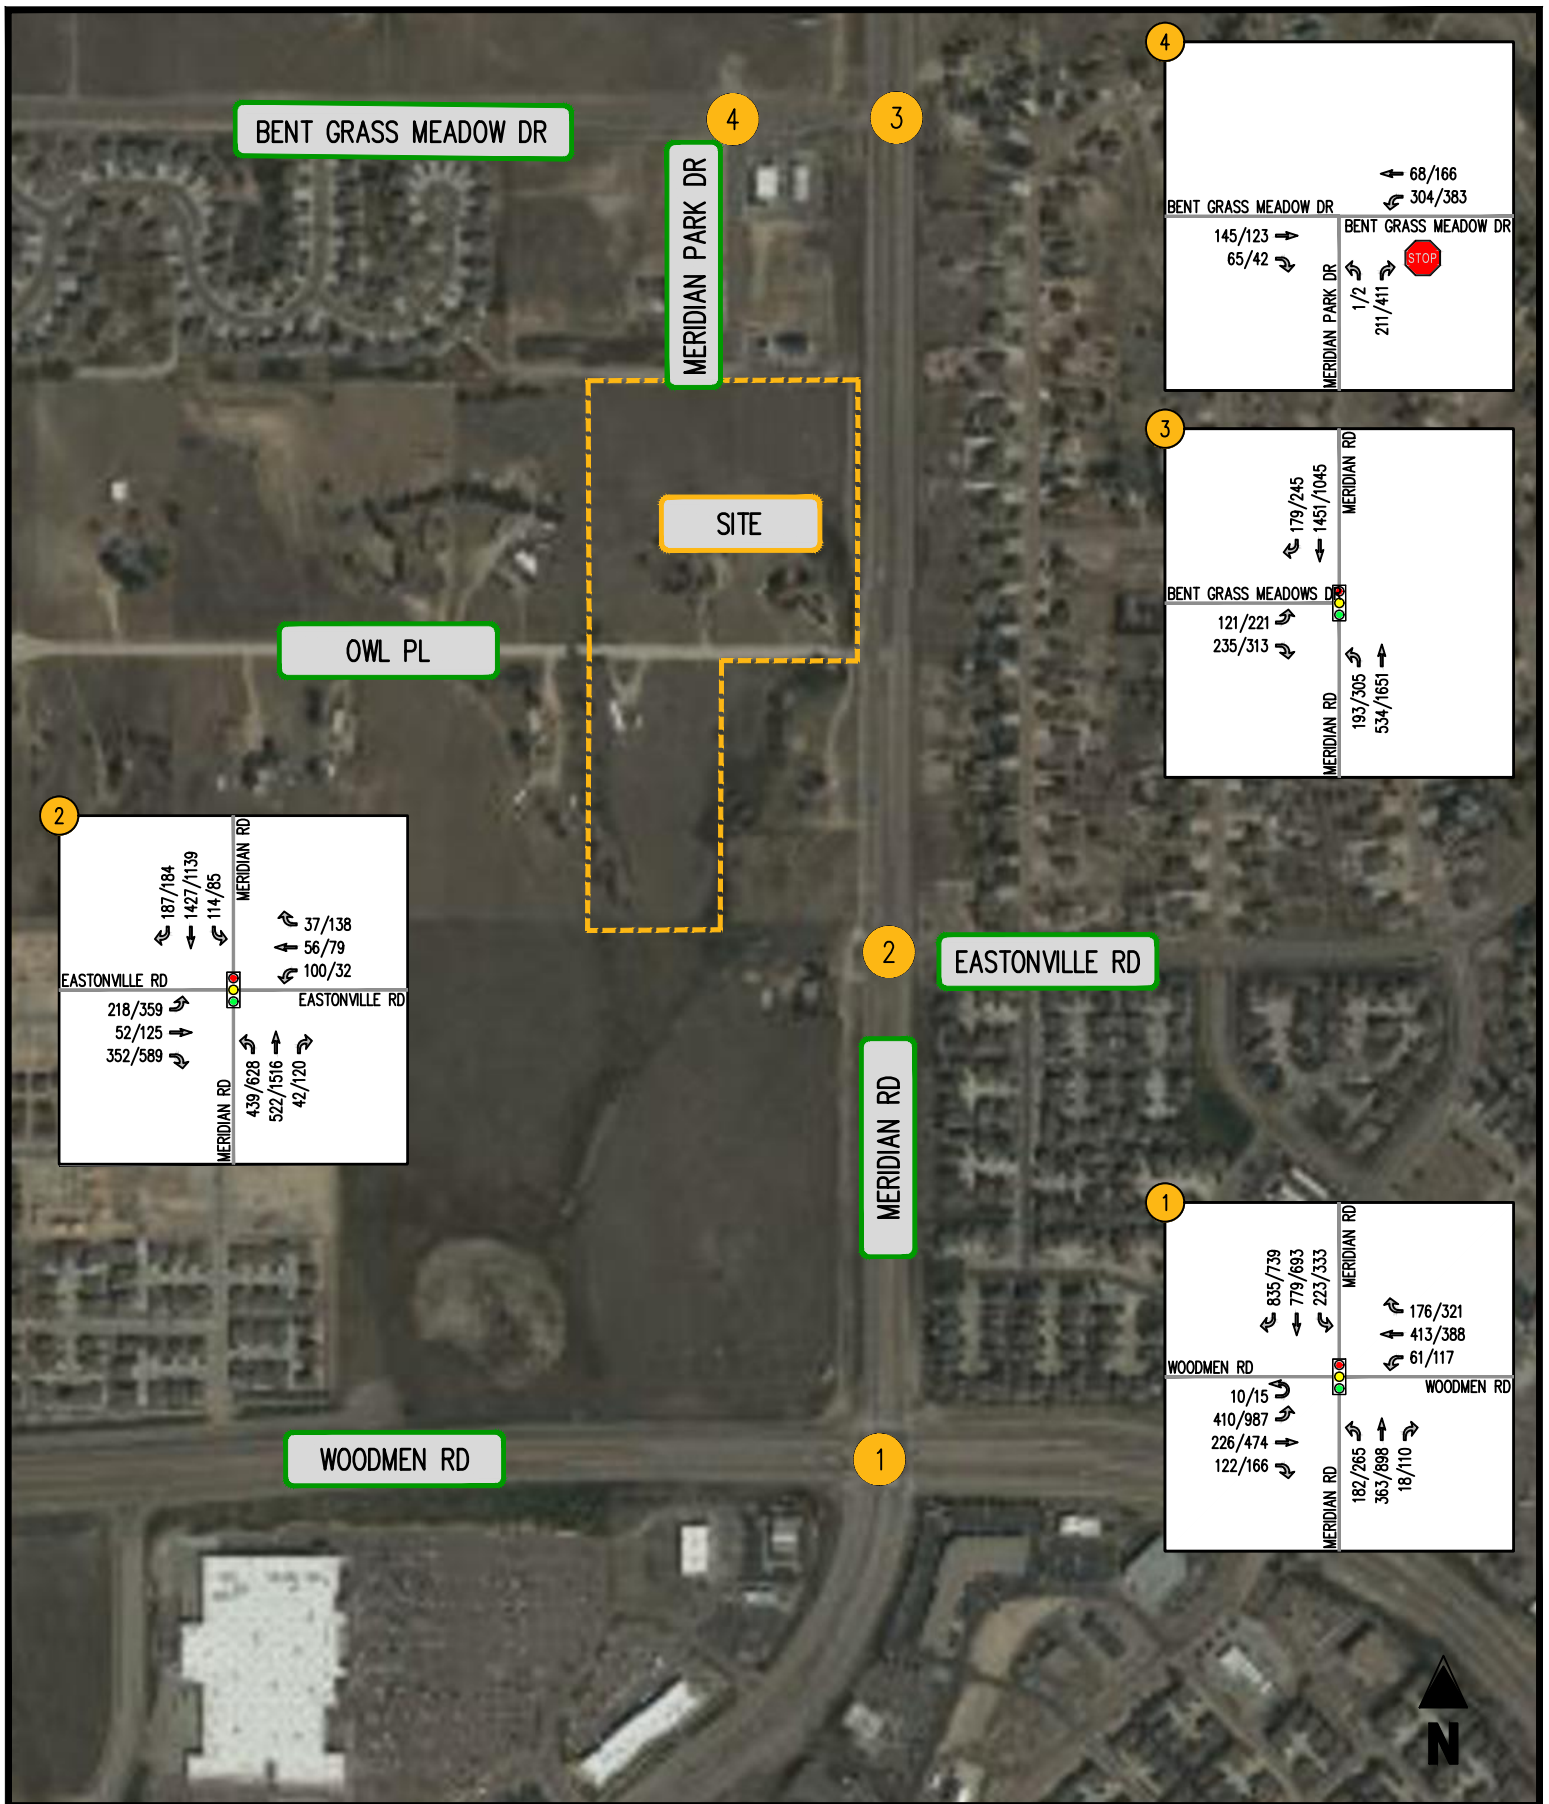 4
BENT GRASS MEADOW DR
4
3
MERIDIAN PARK DR
68/166
304/383
BENT GRASS MEADOW DR
BENT GRASS MEADOW DR
145/123
65/42
STOP
1/2
211/411
MERIDIAN PARK DR
3
179/245
1451/1045
MERIDIAN RD
BENT GRASS MEADOWS DR
121/221
235/313
193/305
534/1651
MERIDIAN RD
SITE
OWL PL
2
187/184
1427/1139
114/85
MERIDIAN RD
37/138
56/79
100/32
EASTONVILLE RD
EASTONVILLE RD
218/359
52/125
352/589
439/628
522/1516
42/120
MERIDIAN RD
2
EASTONVILLE RD
MERIDIAN RD
1
835/739
779/693
223/333
MERIDIAN RD
176/321
413/388
61/117
WOODMEN RD
WOODMEN RD
10/15
410/987
226/474
122/166
182/265
363/898
18/110
MERIDIAN RD
WOODMEN RD
1
N